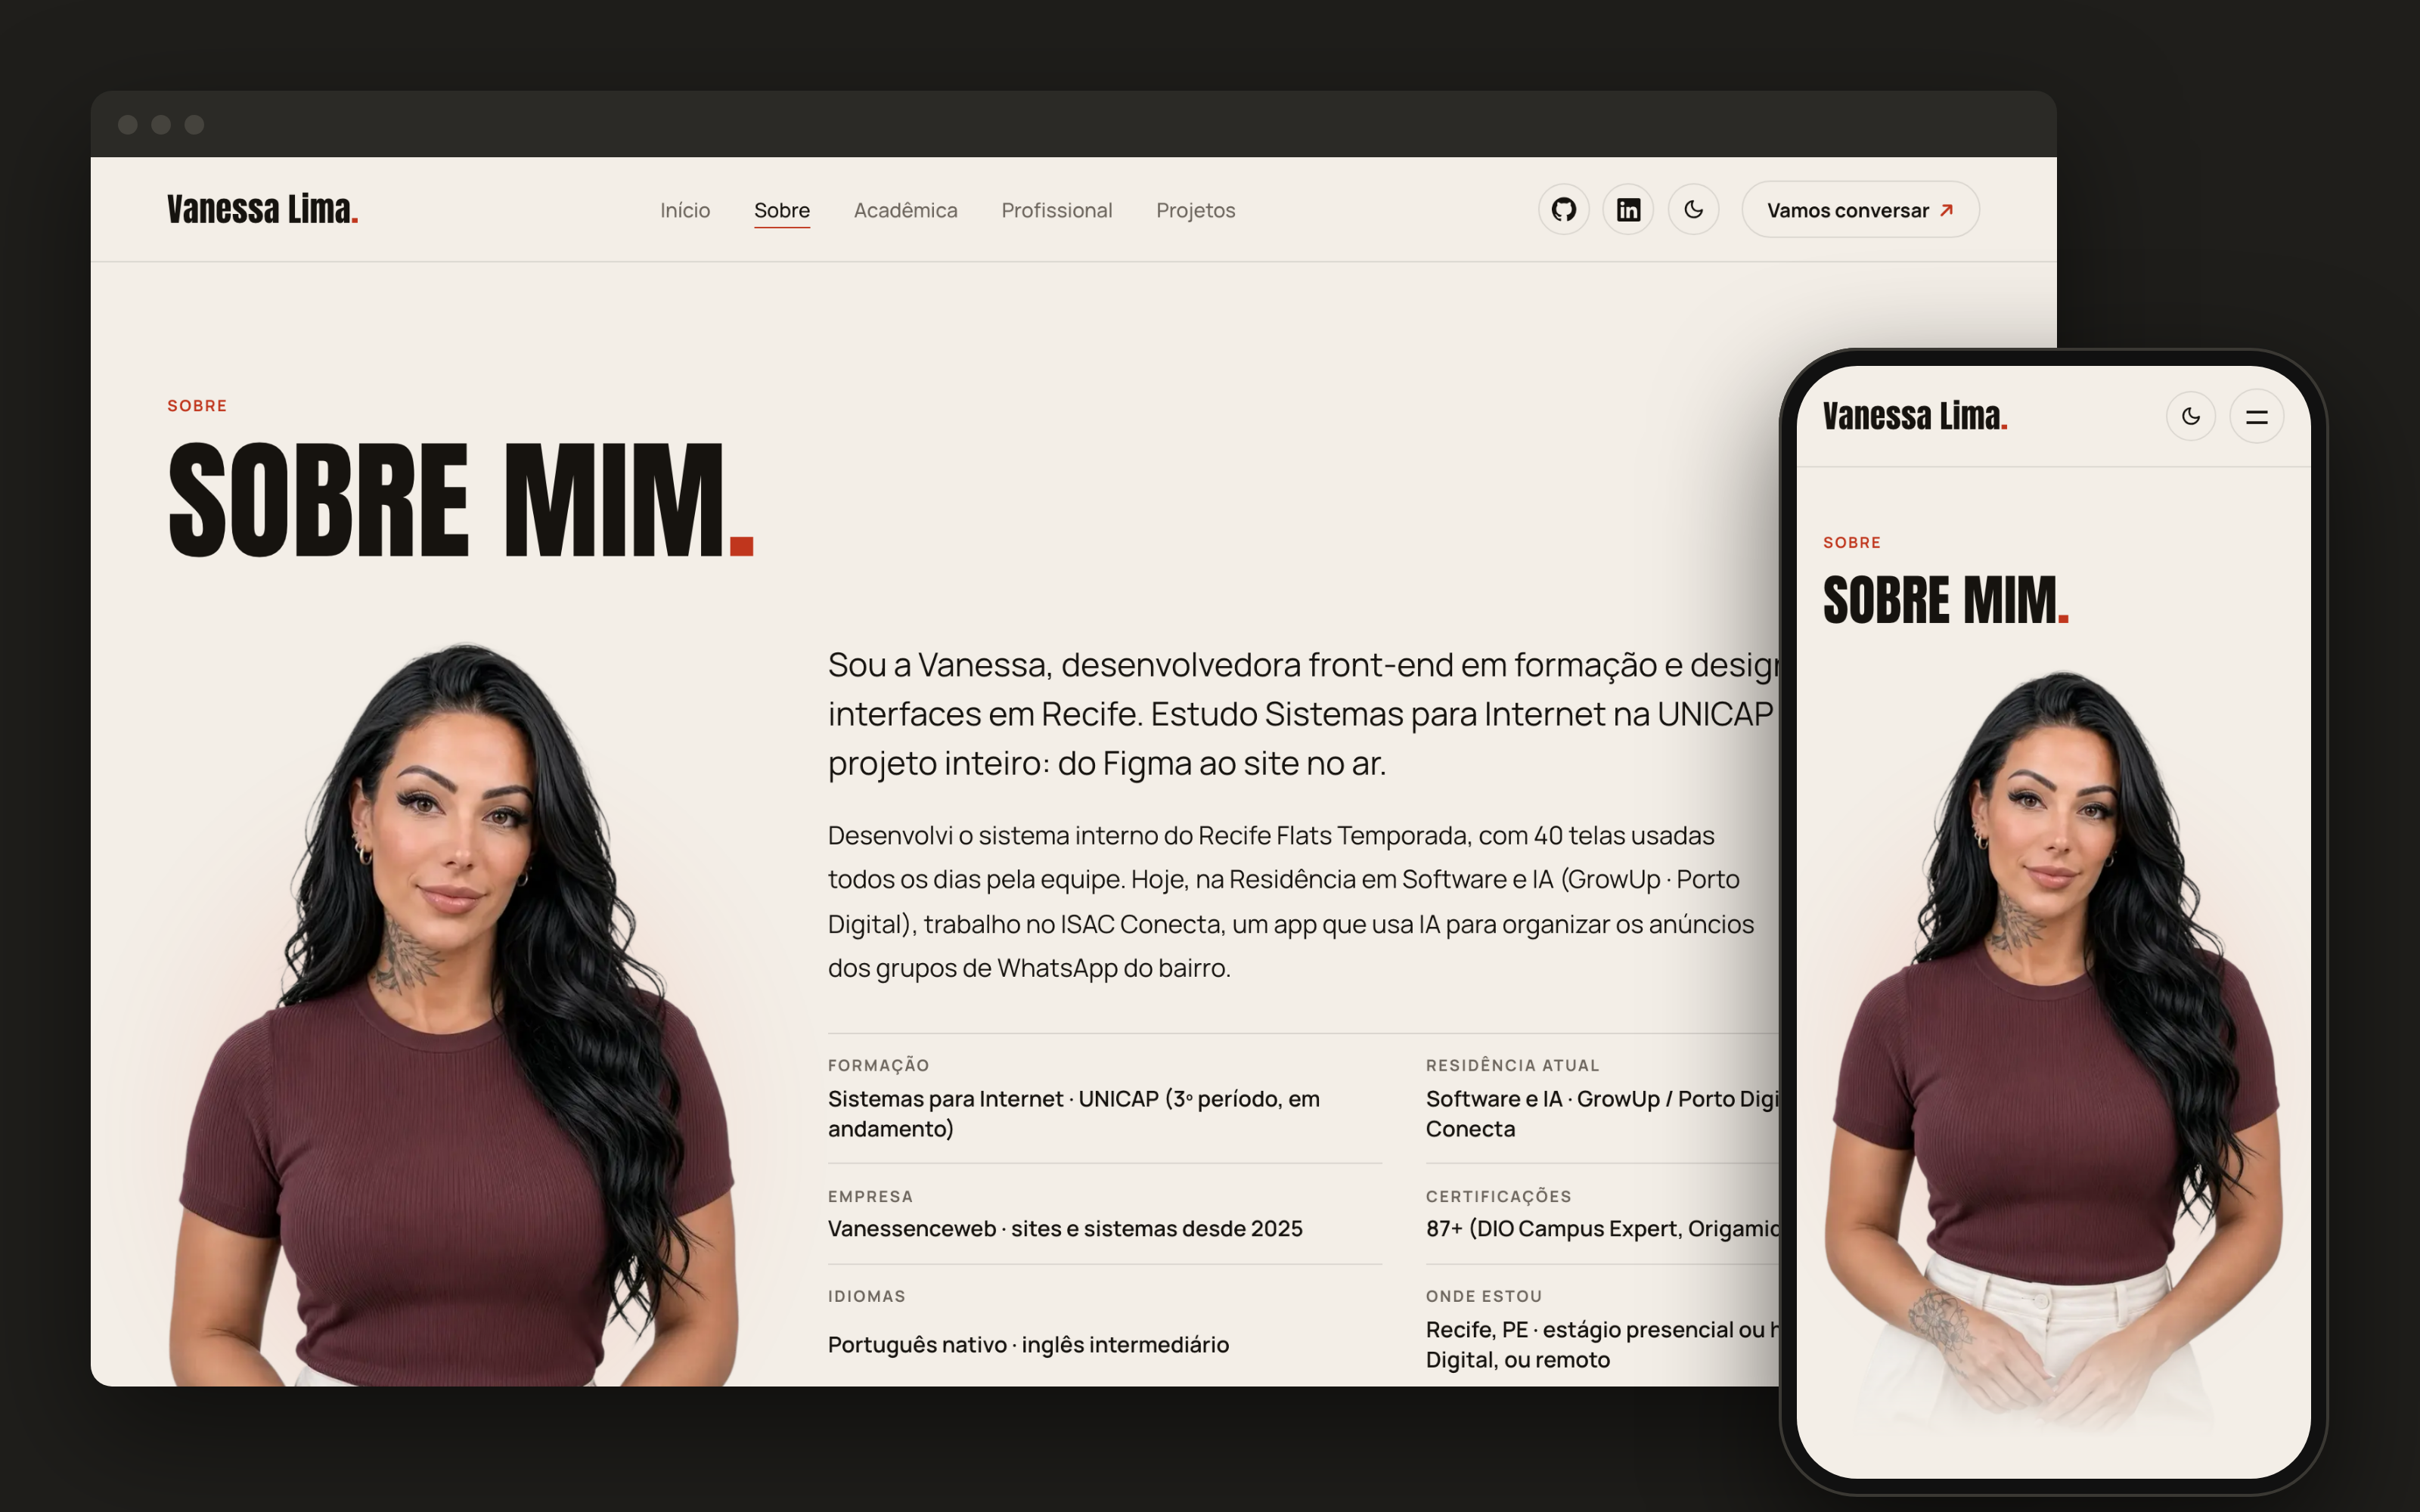 Vanessa Lima.
Início Sobre Acadêmica Profissional Projetos
Vamos conversar
SOBRE
SOBRE MIM.
Sou a Vanessa, desenvolvedora front-end em formação e
interfaces em Recife. Estudo Sistemas para Internet na UNICAP
projeto inteiro: do Figma ao site no ar.
Desenvolvi o sistema interno do Recife Flats Temporada, com 40 telas usadas
todos os dias pela equipe. Hoje, na Residência em Software e IA (GrowUp · Porto
Digital), trabalho no ISAC Conecta, um app que usa IA para organizar os anúncios
dos grupos de WhatsApp do bairro.
FORMAÇÃO
Sistemas para Internet · UNICAP (3º período, em
andamento)
RESIDÊNCIA ATUAL
Software e IA · GrowUp / Porto
Conecta
EMPRESA
Vanessenceweb · sites e sistemas desde 2025
CERTIFICAÇÕES
87+ (DIO Campus Expert,
IDIOMAS
Português nativo · inglês intermediário
ONDE ESTOU
Recife, PE · estágio presencial ou
Digital, ou remoto
Vanessa Lima.
SOBRE
SOBRE MIM.